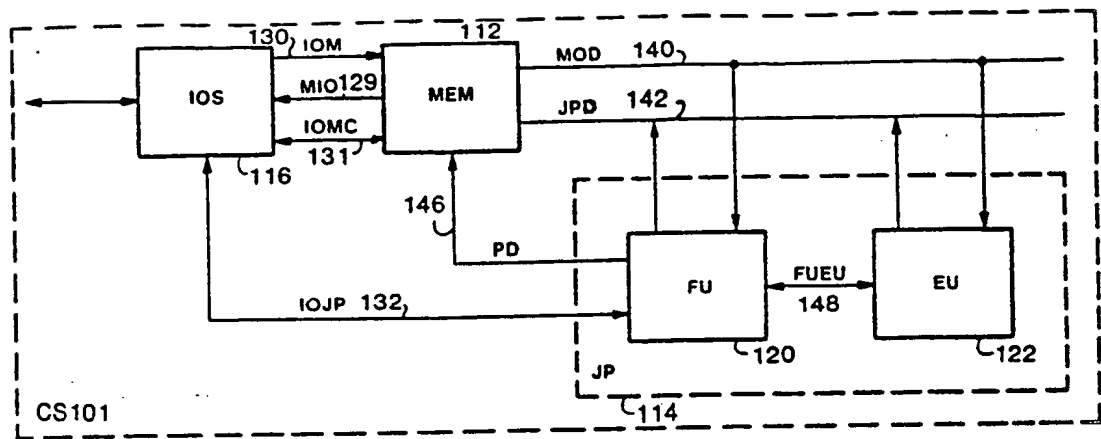 130 IOM
112
MOD 140
IOS
MIO 129
MEM
JPD 142
IOMC
131
116
146
PD
FU
FUEU
148
EU
IOJP 132
120
122
JP
CS101
114